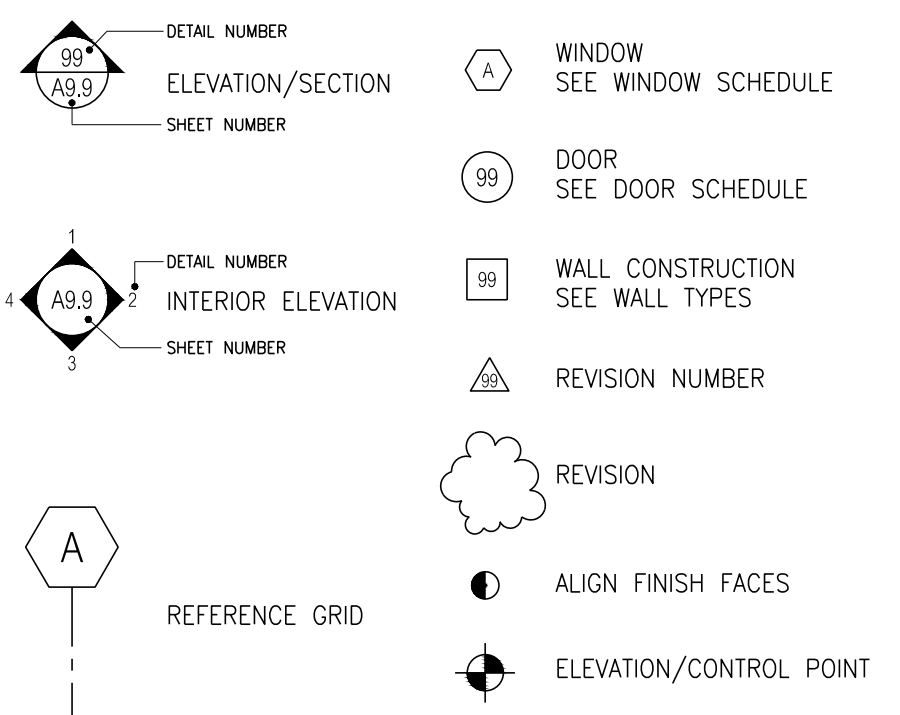 DETAIL NUMBER
99
A9.9
ELEVATION/SECTION
SHEET NUMBER
1
DETAIL NUMBER
4
A9.9
2
INTERIOR ELEVATION
SHEET NUMBER
3
A
REFERENCE GRID
A
WINDOW
SEE WINDOW SCHEDULE
99
DOOR
SEE DOOR SCHEDULE
99
WALL CONSTRUCTION
SEE WALL TYPES
99
REVISION NUMBER
REVISION
ALIGN FINISH FACES
ELEVATION/CONTROL POINT